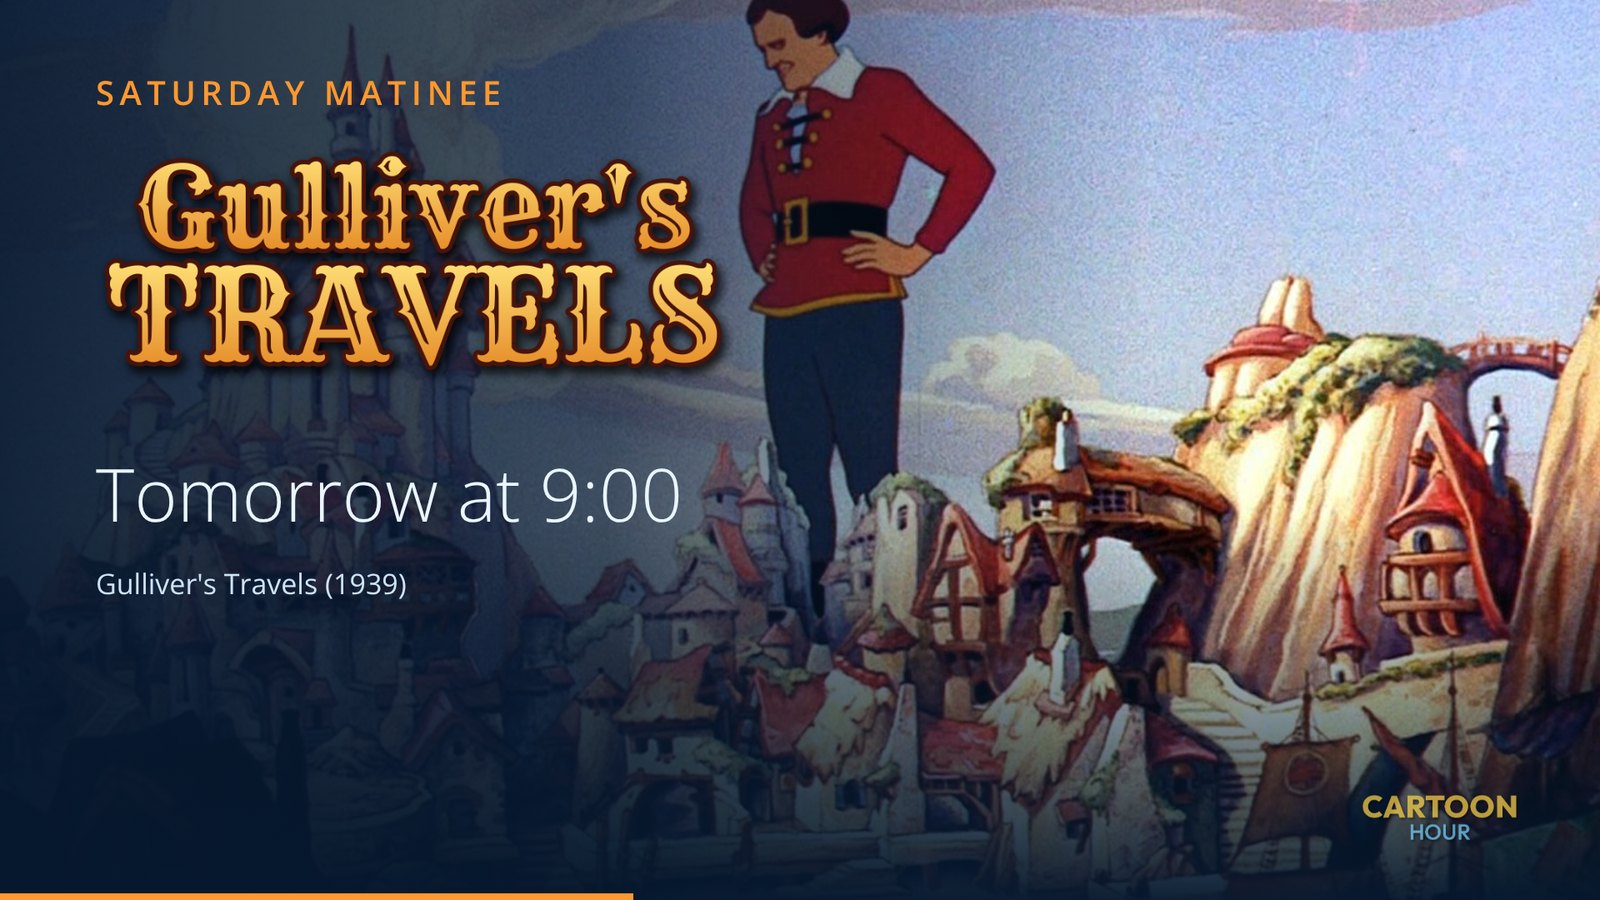 SATURDAY MATINEE
Gulliver's
TRAVELS
Tomorrow at 9:00
Gulliver's Travels (1939)
CARTOON
HOUR